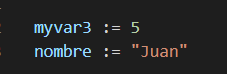 myvar3 := 5
nombre := "Juan"